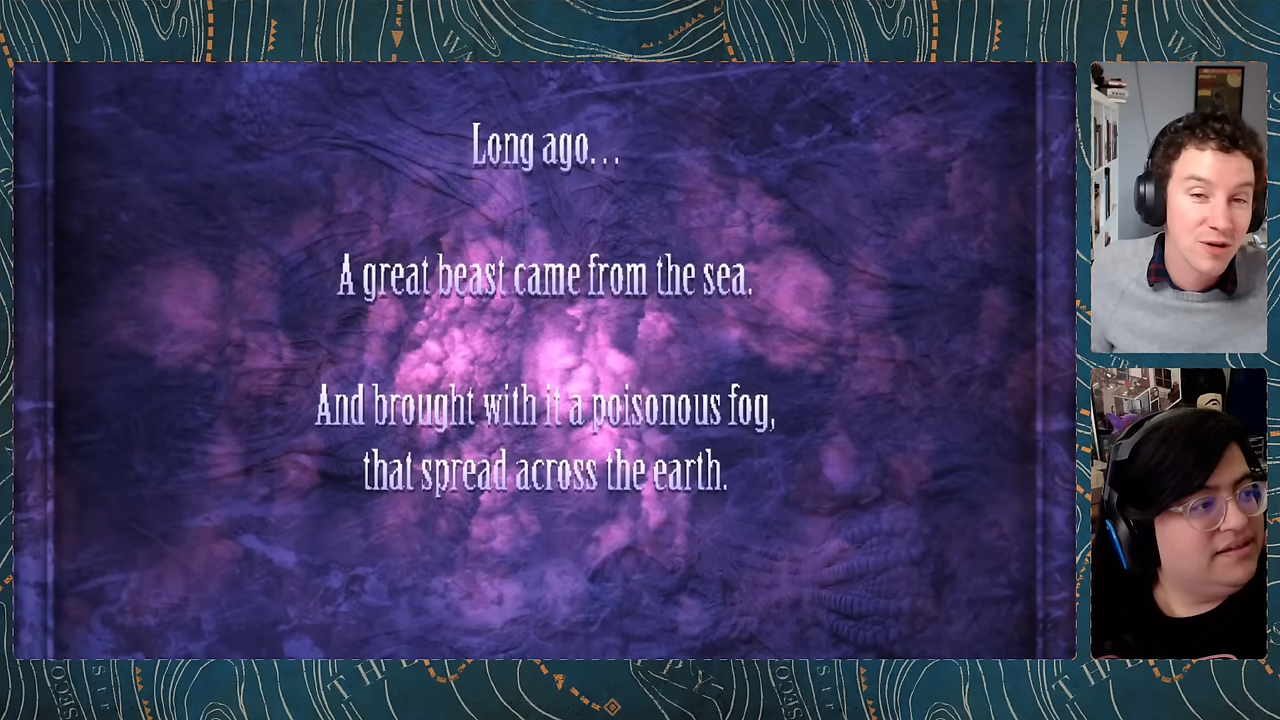 Long ago...
A great beast came from the sea.
And brought with it a poisonous fog,
that spread across the earth.